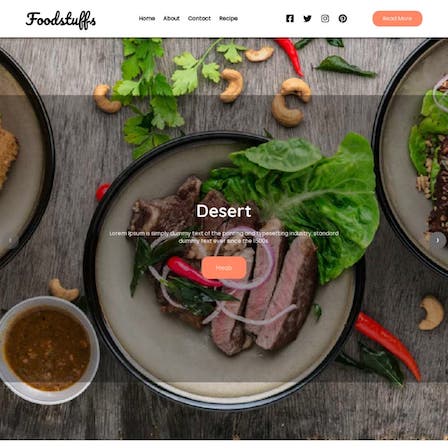 Foodstuffs
Home About Contact Recipe
Read More
Desert
Lorem Ipsum is simply dummy text of the printing and typesetting industry. standard
dummy text ever since the 1500s